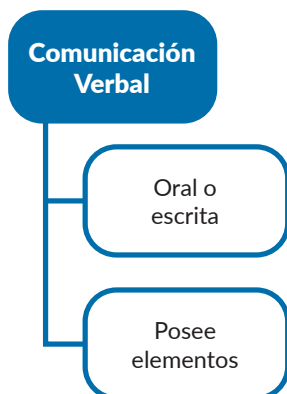 Comunicación
Verbal
Oral o
escrita
Posee
elementos